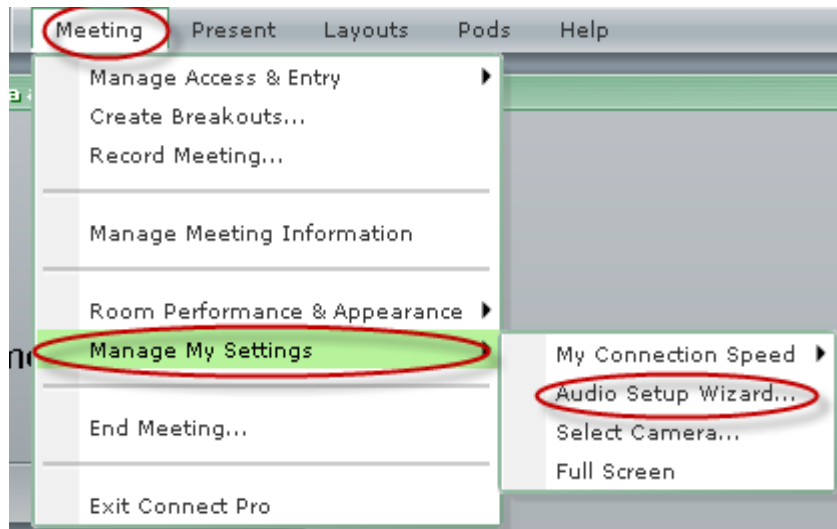 Meeting Present Layouts Pods Help
Manage Access & Entry
Create Breakouts...
Record Meeting...
Manage Meeting Information
Room Performance & Appearance
Manage My Settings
End Meeting...
Exit Connect Pro
My Connection Speed
Audio Setup Wizard...
Select Camera...
Full Screen